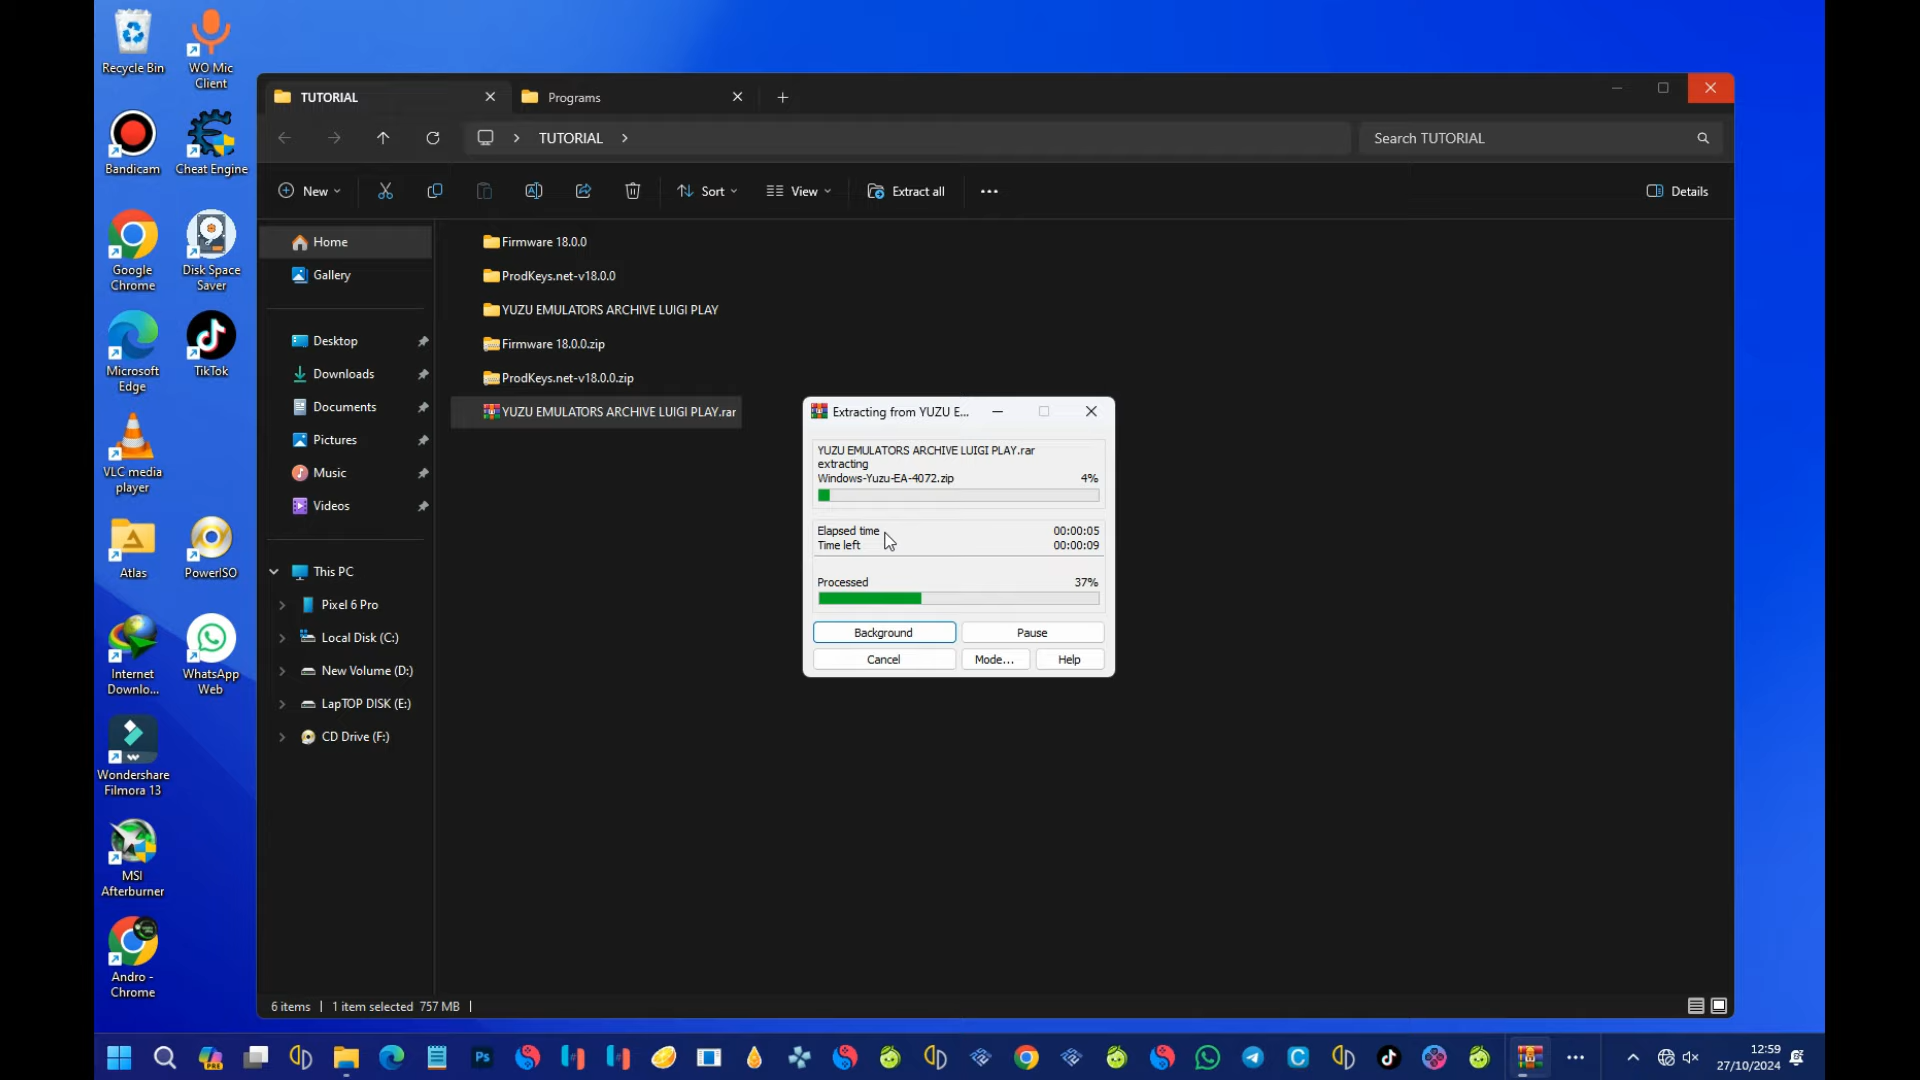 Recycle Bin
WO Mic
Client
Bandicam
Cheat Engine
Google
Chrome
Disk Space
Saver
Microsoft
Edge
TikTok
VLC media
player
Atlas
PowerISO
Internet
Downlo...
WhatsApp
Web
Wondershare
Filmora 13
MSI
Afterburner
Andro -
Chrome
TUTORIAL
Programs
TUTORIAL
Search TUTORIAL
New
Sort
View
Extract all
Details
Home
Gallery
Desktop
Downloads
Documents
Pictures
Music
Videos
This PC
Pixel 6 Pro
Local Disk (C:)
New Volume (D:)
LapTOP DISK (E:)
CD Drive (F:)
Firmware 18.0.0
ProdKeys.net-v18.0.0
YUZU EMULATORS ARCHIVE LUIGI PLAY
Firmware 18.0.0.zip
ProdKeys.net-v18.0.0.zip
YUZU EMULATORS ARCHIVE LUIGI PLAY.rar
Extracting from YUZU E...
YUZU EMULATORS ARCHIVE LUIGI PLAY.rar
extracting
Windows-Yuzu-EA-4072.zip 4%
Elapsed time 00:00:05
Time left 00:00:09
Processed 37%
Background Pause
Cancel Mode... Help
6 items 1 item selected 757 MB
PRE
Ps
C
12:59
27/10/2024